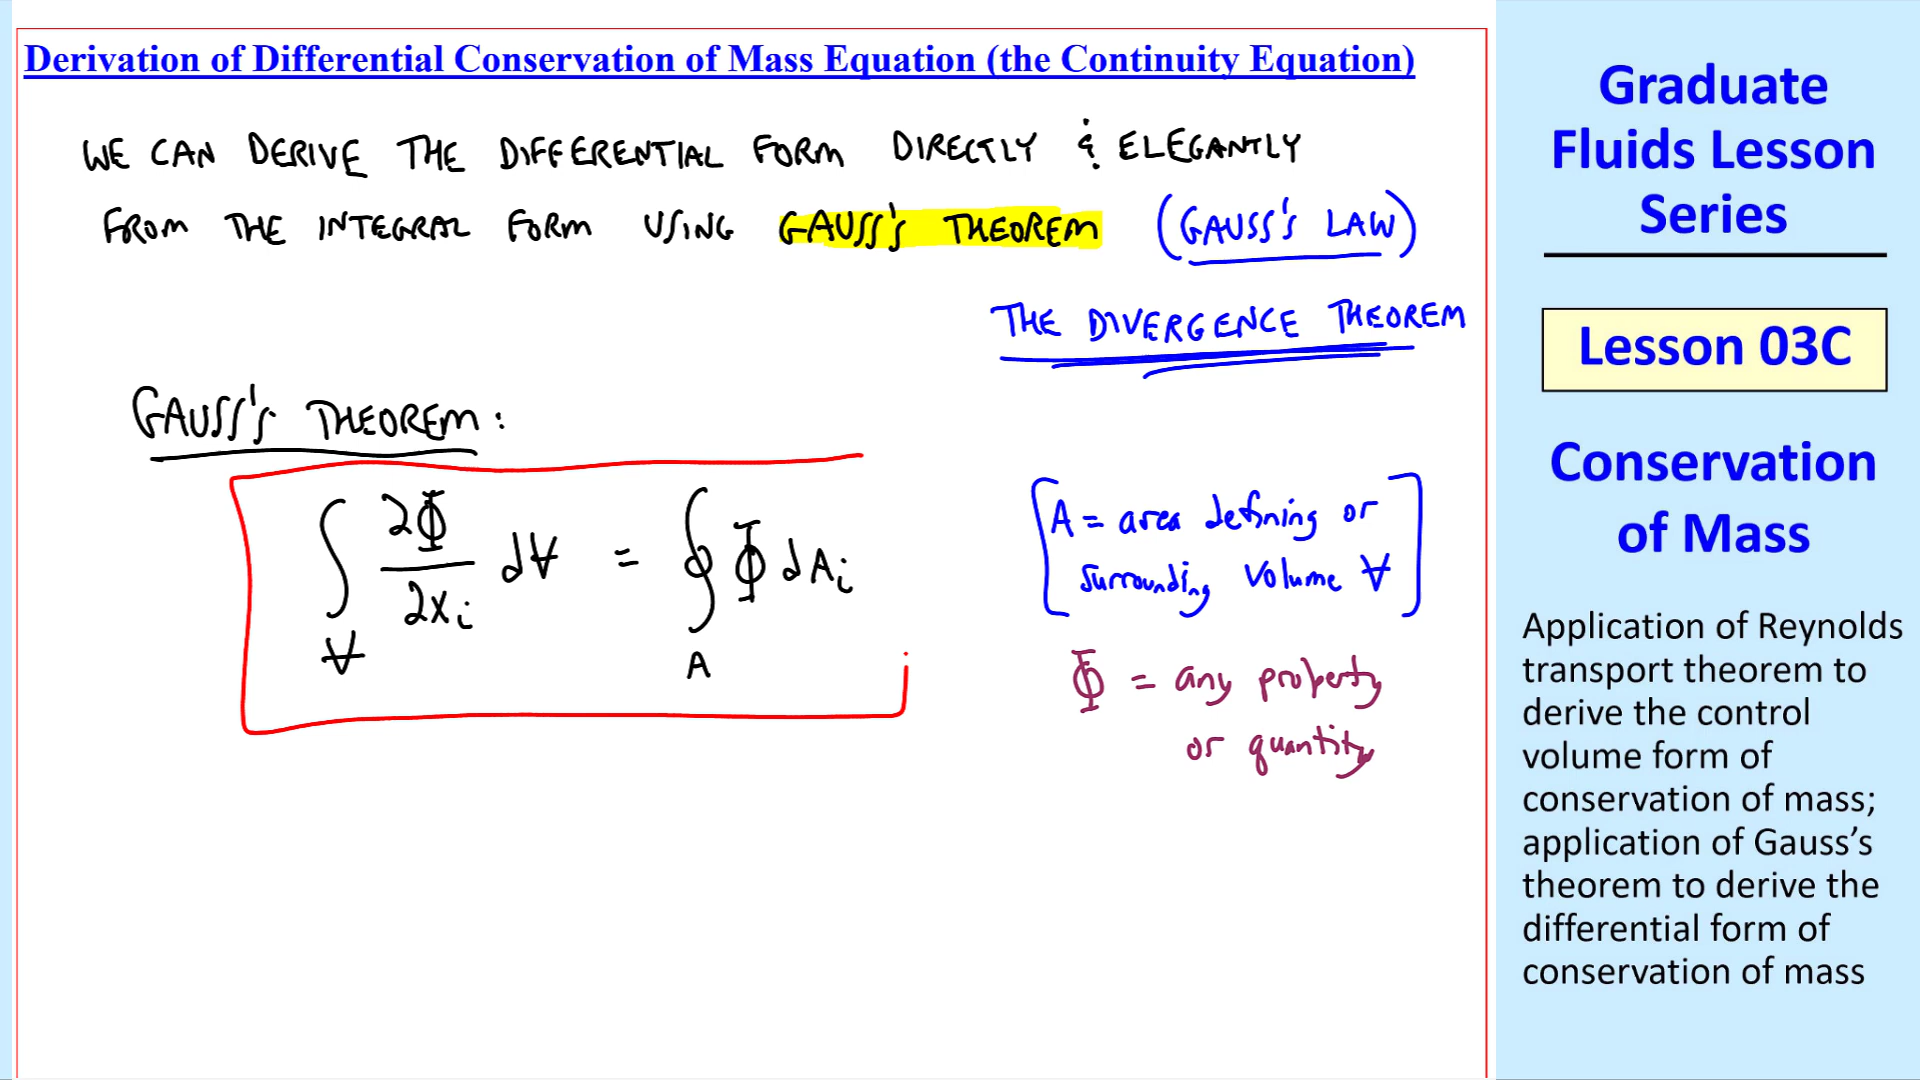 Derivation of Differential Conservation of Mass Equation (the Continuity Equation)
WE CAN DERIVE THE DIFFERENTIAL FORM DIRECTLY & ELEGANTLY
FROM THE INTEGRAL FORM USING GAUSS'S THEOREM (GAUSS'S LAW)
THE DIVERGENCE THEOREM
GAUSS'S THEOREM:
∫_V̶ ∂Φ/∂xᵢ dV̶ = ∮_A Φ dAᵢ
[A = area defining or
surrounding volume V̶]
Φ = any property
or quantity
Graduate
Fluids Lesson
Series
Lesson 03C
Conservation
of Mass
Application of Reynolds
transport theorem to
derive the control
volume form of
conservation of mass;
application of Gauss’s
theorem to derive the
differential form of
conservation of mass